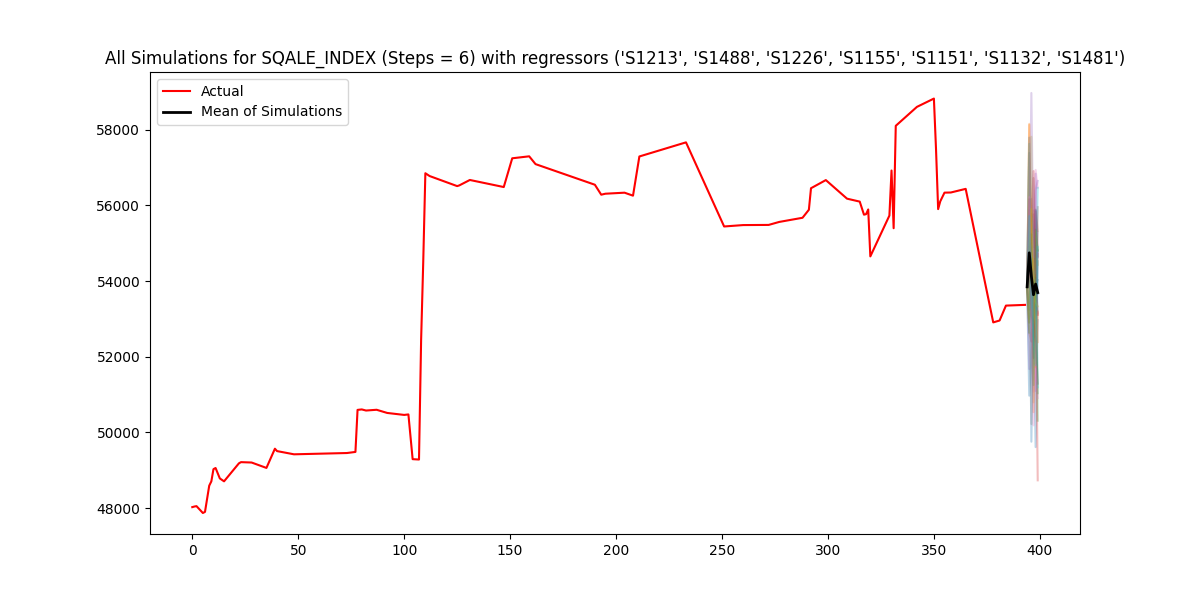 All Simulations for SQALE_INDEX (Steps = 6) with regressors ('S1213', 'S1488', 'S1226', 'S1155', 'S1151', 'S1132', 'S1481')
Actual
Mean of Simulations
58000
56000
54000
52000
50000
48000
0 50 100 150 200 250 300 350 400